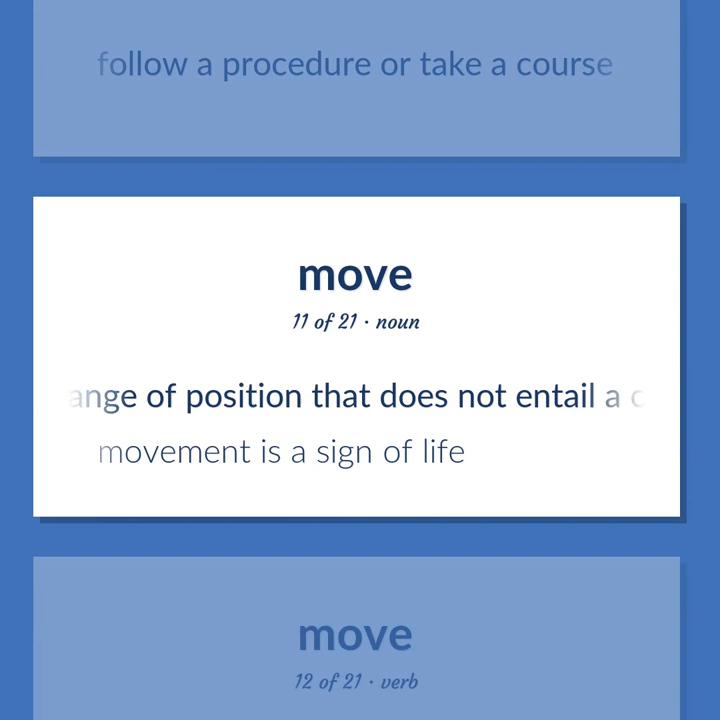 follow a procedure or take a course
move
11 of 21 · noun
ange of position that does not entail a c
movement is a sign of life
move
12 of 21 · verb